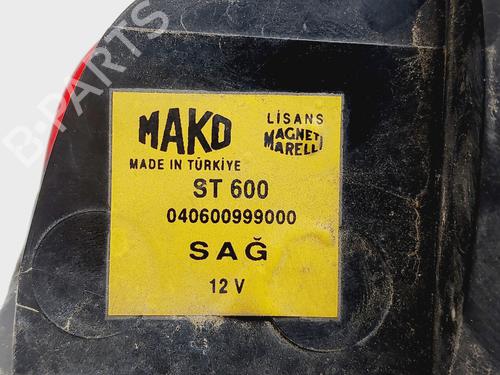 MAKO
LİSANS
MAGNETI
MARELLI
MADE IN TÜRKİYE
ST 600
040600999000
SAĞ
12 V
B-PARTS